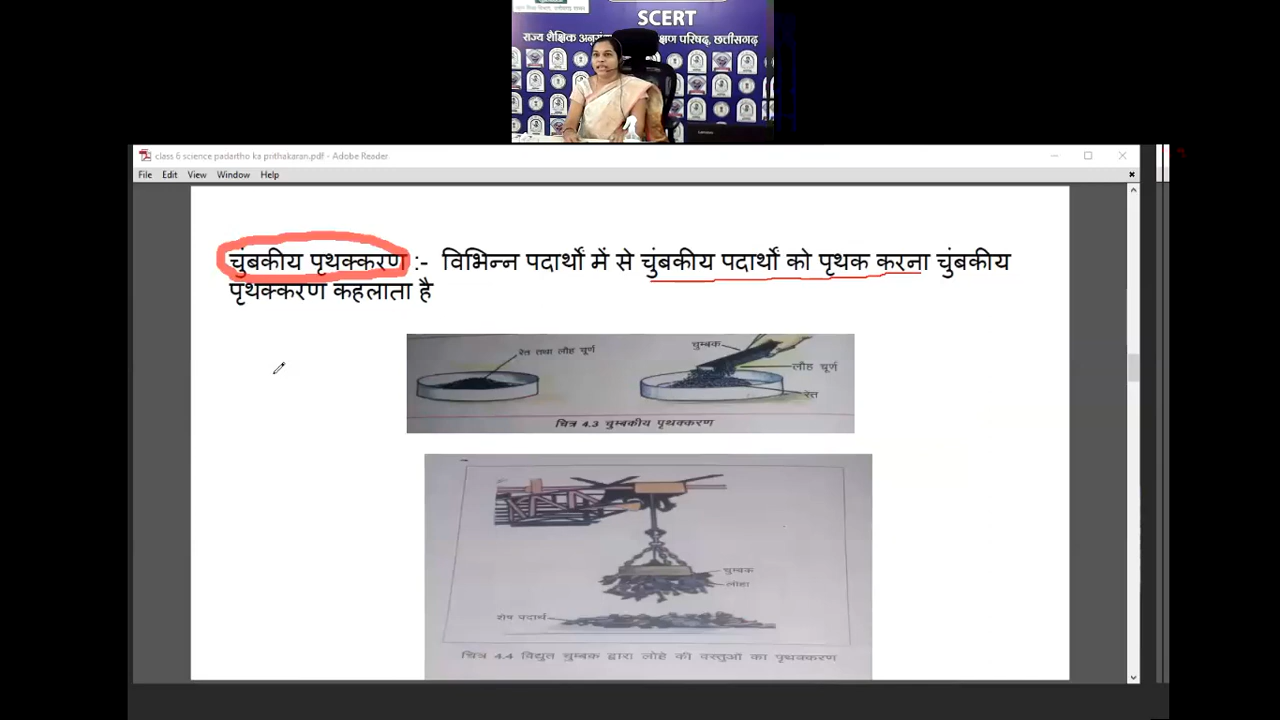 SCERT
राज्य शैक्षिक
क्षण परिषद्, छत्तीसगढ़
class 6 science padartho ka prithakaran.pdf - Adobe Reader
File Edit View Window Help
चुंबकीय पृथक्करण :- विभिन्न पदार्थों में से चुंबकीय पदार्थों को पृथक करना चुंबकीय
पृथक्करण कहलाता है
रेत तथा लौह चूर्ण
चुम्बक
लौह चूर्ण
रेत
चित्र 4.3 चुम्बकीय पृथक्करण
चुम्बक
लोहा
शेष पदार्थ
चित्र 4.4 विद्युत चुम्बक द्वारा लोहे की वस्तुओं का पृथक्करण